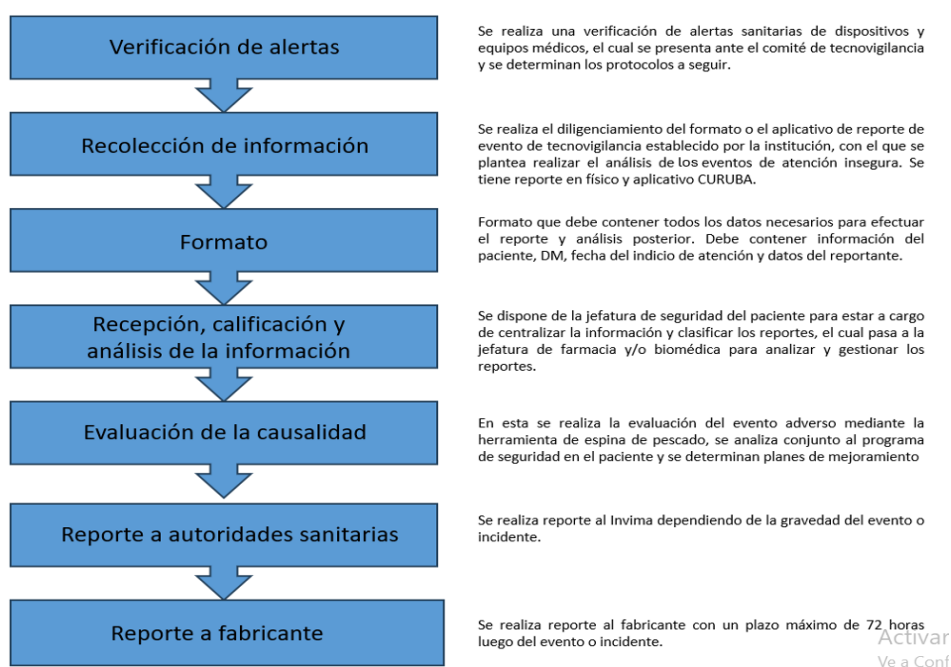 Verificación de alertas
Se realiza una verificación de alertas sanitarias de dispositivos y
equipos médicos, el cual se presenta ante el comité de tecnovigilancia
y se determinan los protocolos a seguir.
Recolección de información
Se realiza el diligenciamiento del formato o el aplicativo de reporte de
evento de tecnovigilancia establecido por la institución, con el que se
plantea realizar el análisis de los eventos de atención insegura. Se
tiene reporte en físico y aplicativo CURUBA.
Formato
Formato que debe contener todos los datos necesarios para efectuar
el reporte y análisis posterior. Debe contener información del
paciente, DM, fecha del indicio de atención y datos del reportante.
Recepción, calificación y
análisis de la información
Se dispone de la jefatura de seguridad del paciente para estar a cargo
de centralizar la información y clasificar los reportes, el cual pasa a la
jefatura de farmacia y/o biomédica para analizar y gestionar los
reportes.
Evaluación de la causalidad
En esta se realiza la evaluación del evento adverso mediante la
herramienta de espina de pescado, se analiza conjunto al programa
de seguridad en el paciente y se determinan planes de mejoramiento
Reporte a autoridades sanitarias
Se realiza reporte al Invima dependiendo de la gravedad del evento o
incidente.
Reporte a fabricante
Se realiza reporte al fabricante con un plazo máximo de 72 horas
luego del evento o incidente.
Activar
Ve a Conf